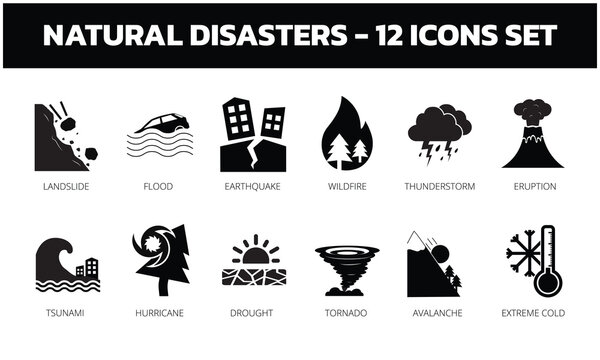 NATURAL DISASTERS – 12 ICONS SET
LANDSLIDE FLOOD EARTHQUAKE WILDFIRE THUNDERSTORM ERUPTION
TSUNAMI HURRICANE DROUGHT TORNADO AVALANCHE EXTREME COLD